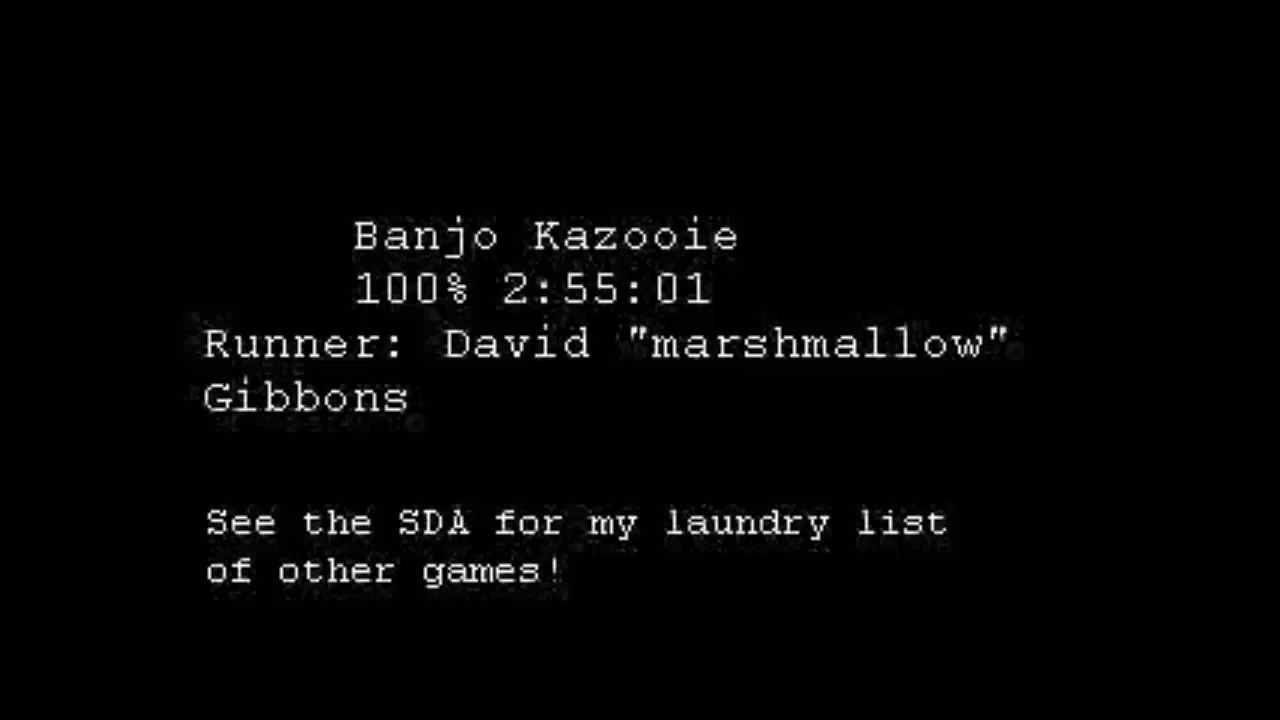 Banjo Kazooie
100% 2:55:01
Runner: David "marshmallow"
Gibbons
See the SDA for my laundry list
of other games!